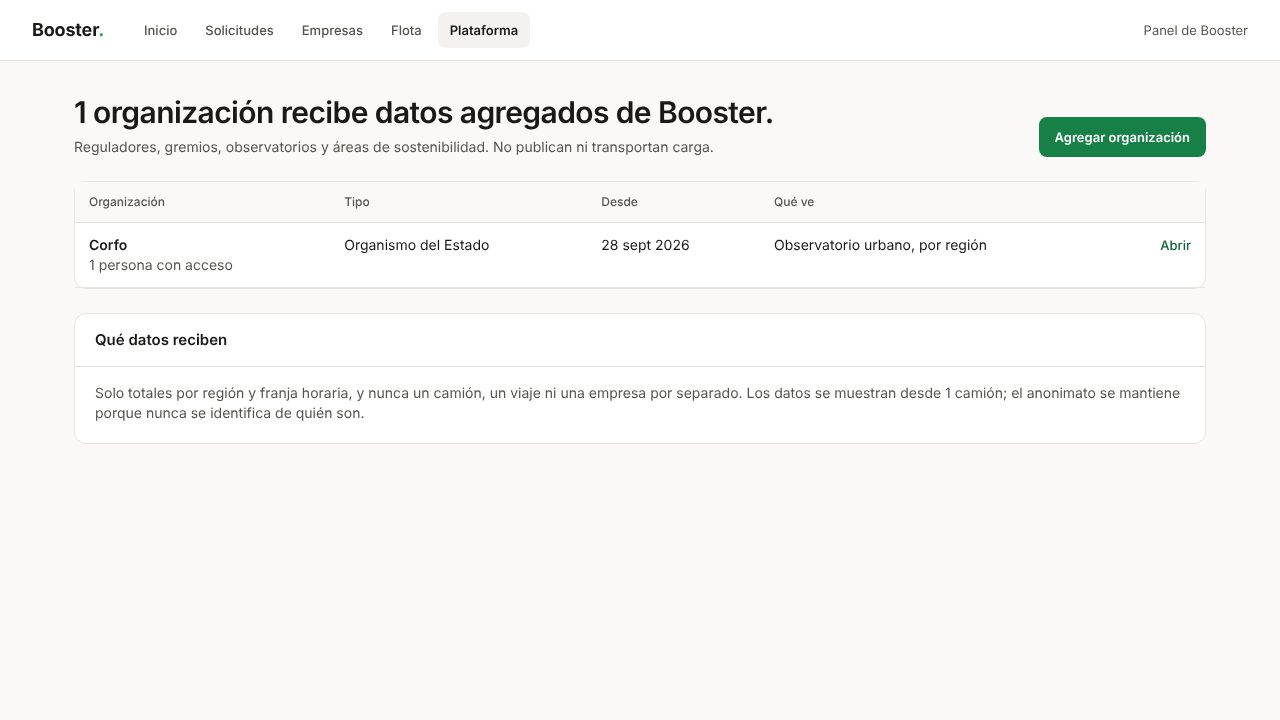 Booster.
Inicio
Solicitudes
Empresas
Flota
Plataforma
Panel de Booster
1 organización recibe datos agregados de Booster.
Reguladores, gremios, observatorios y áreas de sostenibilidad. No publican ni transportan carga.
Agregar organización
Organización
Tipo
Desde
Qué ve
Corfo
1 persona con acceso
Organismo del Estado
28 sept 2026
Observatorio urbano, por región
Abrir
Qué datos reciben
Solo totales por región y franja horaria, y nunca un camión, un viaje ni una empresa por separado. Los datos se muestran desde 1 camión; el anonimato se mantiene
porque nunca se identifica de quién son.